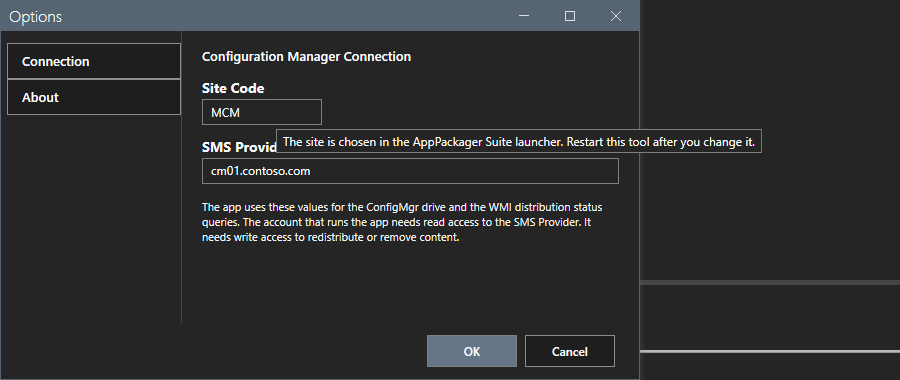 Options
Connection
About
Configuration Manager Connection
Site Code
MCM
The site is chosen in the AppPackager Suite launcher. Restart this tool after you change it.
SMS Provid
cm01.contoso.com
The app uses these values for the ConfigMgr drive and the WMI distribution status
queries. The account that runs the app needs read access to the SMS Provider. It
needs write access to redistribute or remove content.
OK
Cancel